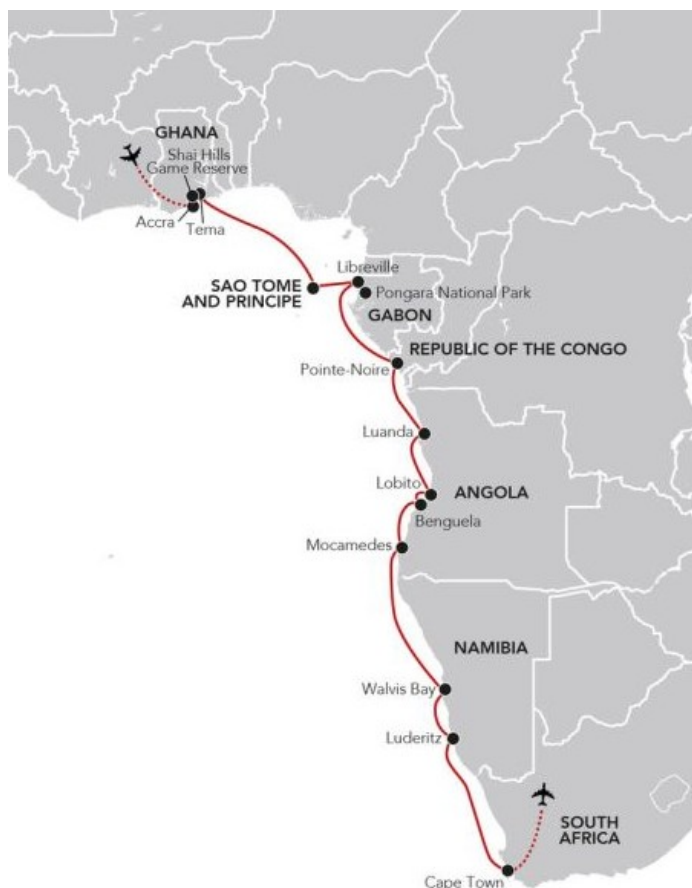 GHANA
Shai Hills
Game Reserve
Accra
Tema
Libreville
SAO TOME
AND PRINCIPE
Pongara National Park
GABON
REPUBLIC OF THE CONGO
Pointe-Noire
Luanda
Lobito
ANGOLA
Benguela
Mocamedes
NAMIBIA
Walvis Bay
Luderitz
SOUTH
AFRICA
Cape Town